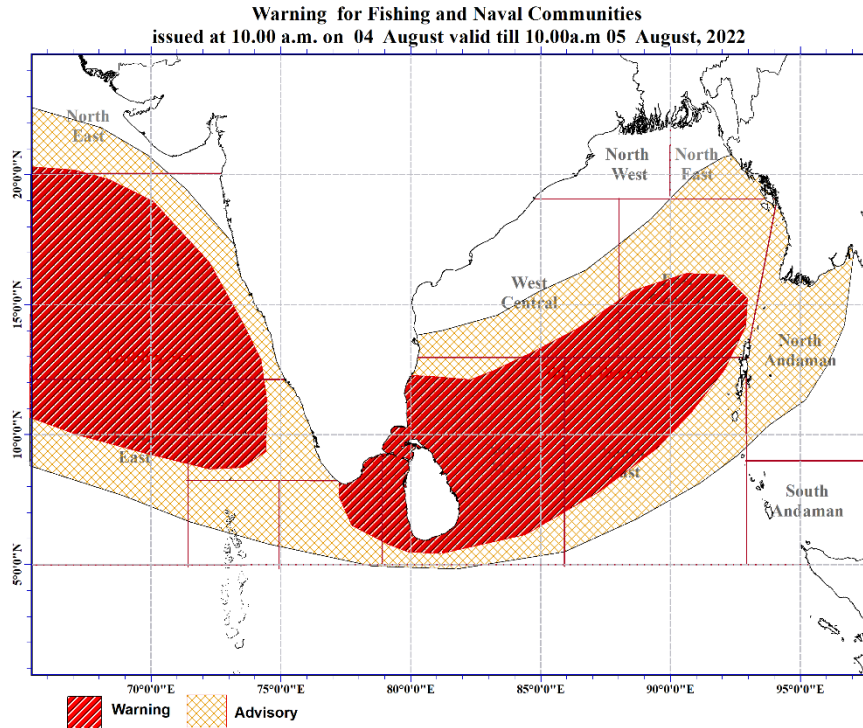 Warning for Fishing and Naval Communities
issued at 10.00 a.m. on 04 August valid till 10.00a.m 05 August, 2022
North
East
North
West
North
East
West
Central
North
Andaman
East
East
South
Andaman
20°0'0"N
15°0'0"N
10°0'0"N
5°0'0"N
70°0'0"E
75°0'0"E
80°0'0"E
85°0'0"E
90°0'0"E
95°0'0"E
Warning
Advisory